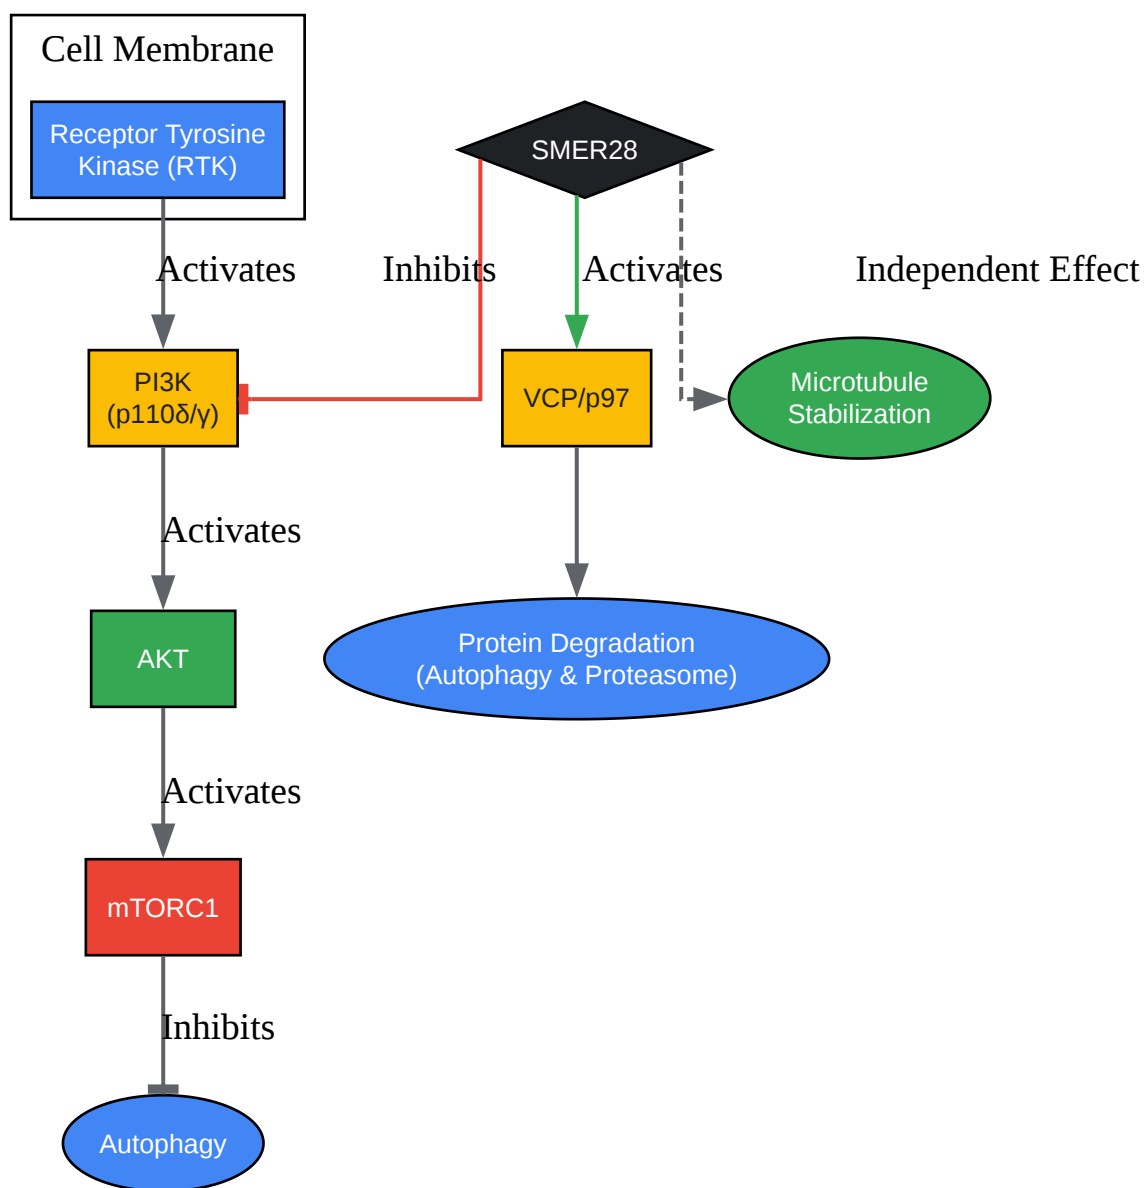 Cell Membrane
Receptor Tyrosine
Kinase (RTK)
SMER28
Activates
Inhibits
Activates
Independent Effect
PI3K
(p110δ/γ)
VCP/p97
Microtubule
Stabilization
Activates
AKT
Protein Degradation
(Autophagy & Proteasome)
Activates
mTORC1
Inhibits
Autophagy